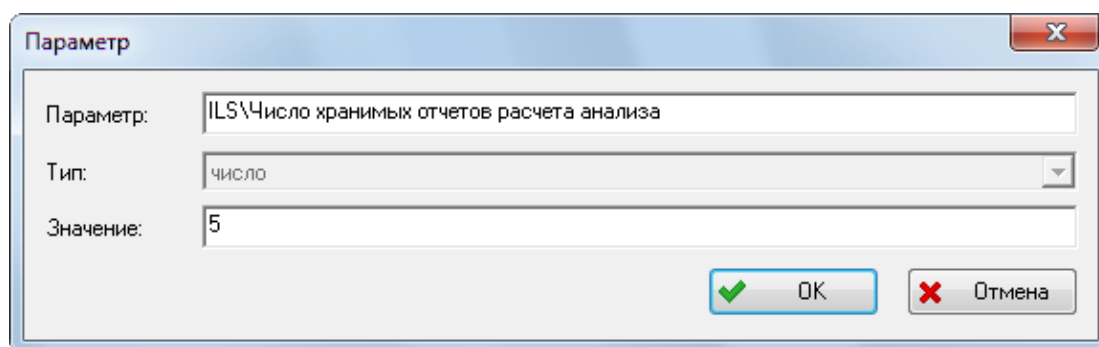 Параметр
Параметр: ILS\Число хранимых отчетов расчета анализа
Тип: число
Значение: 5
OK Отмена